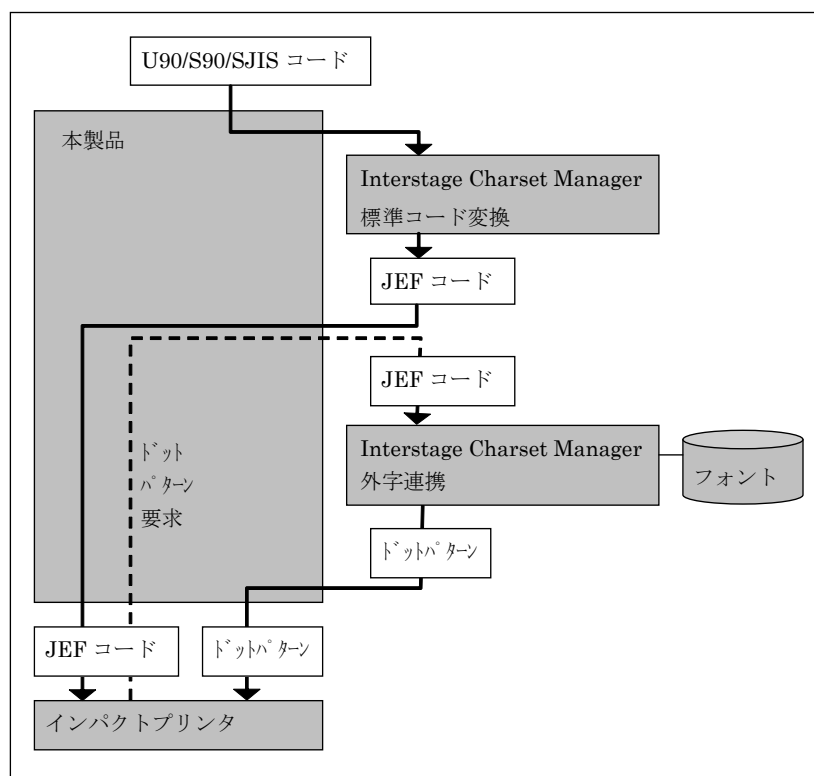 U90/S90/SJIS コード
本製品
Interstage Charset Manager
標準コード変換
JEF コード
JEF コード
Interstage Charset Manager
外字連携
フォント
ﾄﾞｯﾄ
ﾊﾟﾀｰﾝ
要求
ﾄﾞｯﾄﾊﾟﾀｰﾝ
JEF コード
ﾄﾞｯﾄﾊﾟﾀｰﾝ
インパクトプリンタ